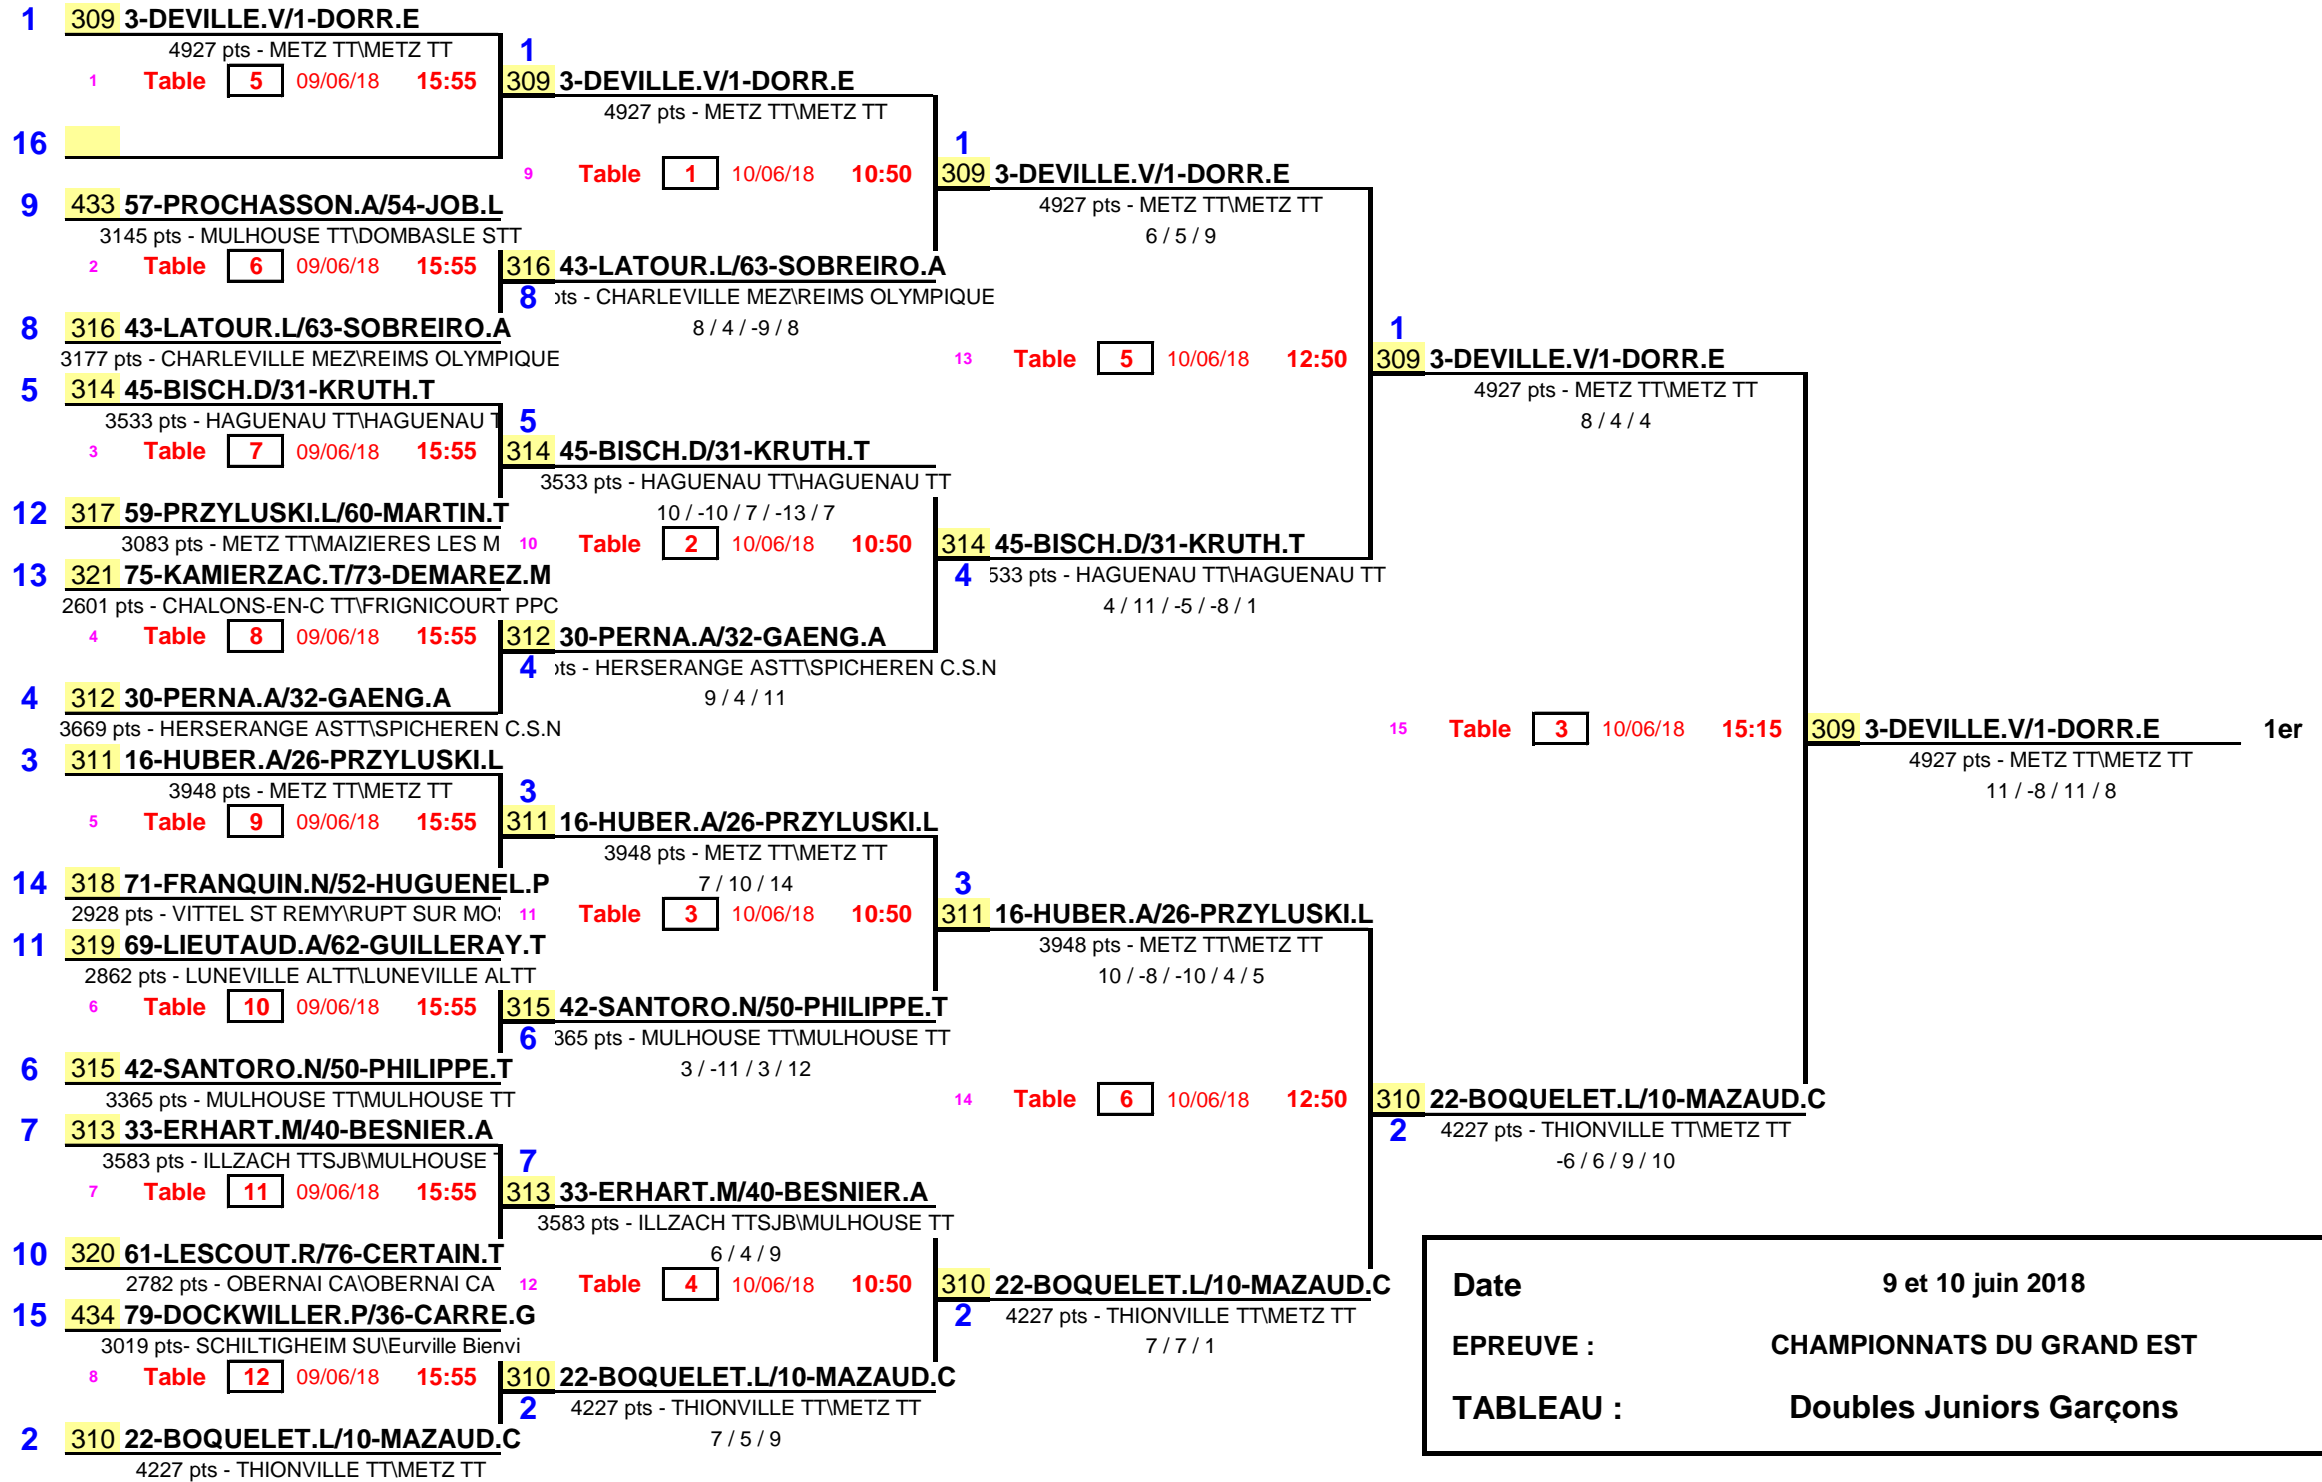 1 309 3-DEVILLE.V/1-DORR.E
4927 pts - METZ TT\METZ TT
1 Table 5 09/06/18 15:55
16
9 433 57-PROCHASSON.A/54-JOB.L
3145 pts - MULHOUSE TT\DOMBASLE STT
2 Table 6 09/06/18 15:55
8 316 43-LATOUR.L/63-SOBREIRO.A
3177 pts - CHARLEVILLE MEZ\REIMS OLYMPIQUE
5 314 45-BISCH.D/31-KRUTH.T
3533 pts - HAGUENAU TT\HAGUENAU T
3 Table 7 09/06/18 15:55
12 317 59-PRZYLUSKI.L/60-MARTIN.T
3083 pts - METZ TT\MAIZIERES LES M
13 321 75-KAMIERZAC.T/73-DEMAREZ.M
2601 pts - CHALONS-EN-C TT\FRIGNICOURT PPC
4 Table 8 09/06/18 15:55
4 312 30-PERNA.A/32-GAENG.A
3669 pts - HERSERANGE ASTT\SPICHEREN C.S.N
3 311 16-HUBER.A/26-PRZYLUSKI.L
3948 pts - METZ TT\METZ TT
5 Table 9 09/06/18 15:55
14 318 71-FRANQUIN.N/52-HUGUENEL.P
2928 pts - VITTEL ST REMY\RUPT SUR MO
11 319 69-LIEUTAUD.A/62-GUILLERAY.T
2862 pts - LUNEVILLE ALTT\LUNEVILLE ALTT
6 Table 10 09/06/18 15:55
6 315 42-SANTORO.N/50-PHILIPPE.T
3365 pts - MULHOUSE TT\MULHOUSE TT
7 313 33-ERHART.M/40-BESNIER.A
3583 pts - ILLZACH TTSJB\MULHOUSE
7 Table 11 09/06/18 15:55
10 320 61-LESCOUT.R/76-CERTAIN.T
2782 pts - OBERNAI CA\OBERNAI CA
15 434 79-DOCKWILLER.P/36-CARRE.G
3019 pts- SCHILTIGHEIM SU\Eurville Bienvi
8 Table 12 09/06/18 15:55
2 310 22-BOQUELET.L/10-MAZAUD.C
4227 pts - THIONVILLE TT\METZ TT
1
309 3-DEVILLE.V/1-DORR.E
4927 pts - METZ TT\METZ TT
9 Table 1 10/06/18 10:50
316 43-LATOUR.L/63-SOBREIRO.A
8 pts - CHARLEVILLE MEZ\REIMS OLYMPIQUE
8 / 4 / -9 / 8
5
314 45-BISCH.D/31-KRUTH.T
3533 pts - HAGUENAU TT\HAGUENAU TT
10 / -10 / 7 / -13 / 7
10 Table 2 10/06/18 10:50
312 30-PERNA.A/32-GAENG.A
4 pts - HERSERANGE ASTT\SPICHEREN C.S.N
9 / 4 / 11
3
311 16-HUBER.A/26-PRZYLUSKI.L
3948 pts - METZ TT\METZ TT
7 / 10 / 14
11 Table 3 10/06/18 10:50
315 42-SANTORO.N/50-PHILIPPE.T
6 365 pts - MULHOUSE TT\MULHOUSE TT
3 / -11 / 3 / 12
7
313 33-ERHART.M/40-BESNIER.A
3583 pts - ILLZACH TTSJB\MULHOUSE TT
6 / 4 / 9
12 Table 4 10/06/18 10:50
310 22-BOQUELET.L/10-MAZAUD.C
2 4227 pts - THIONVILLE TT\METZ TT
7 / 5 / 9
1
309 3-DEVILLE.V/1-DORR.E
4927 pts - METZ TT\METZ TT
6 / 5 / 9
13 Table 5 10/06/18 12:50
314 45-BISCH.D/31-KRUTH.T
4 533 pts - HAGUENAU TT\HAGUENAU TT
4 / 11 / -5 / -8 / 1
3
311 16-HUBER.A/26-PRZYLUSKI.L
3948 pts - METZ TT\METZ TT
10 / -8 / -10 / 4 / 5
14 Table 6 10/06/18 12:50
310 22-BOQUELET.L/10-MAZAUD.C
2 4227 pts - THIONVILLE TT\METZ TT
7 / 7 / 1
1
309 3-DEVILLE.V/1-DORR.E
4927 pts - METZ TT\METZ TT
8 / 4 / 4
15 Table 3 10/06/18 15:15
310 22-BOQUELET.L/10-MAZAUD.C
2 4227 pts - THIONVILLE TT\METZ TT
-6 / 6 / 9 / 10
309 3-DEVILLE.V/1-DORR.E 1er
4927 pts - METZ TT\METZ TT
11 / -8 / 11 / 8
Date 9 et 10 juin 2018
EPREUVE : CHAMPIONNATS DU GRAND EST
TABLEAU : Doubles Juniors Garçons